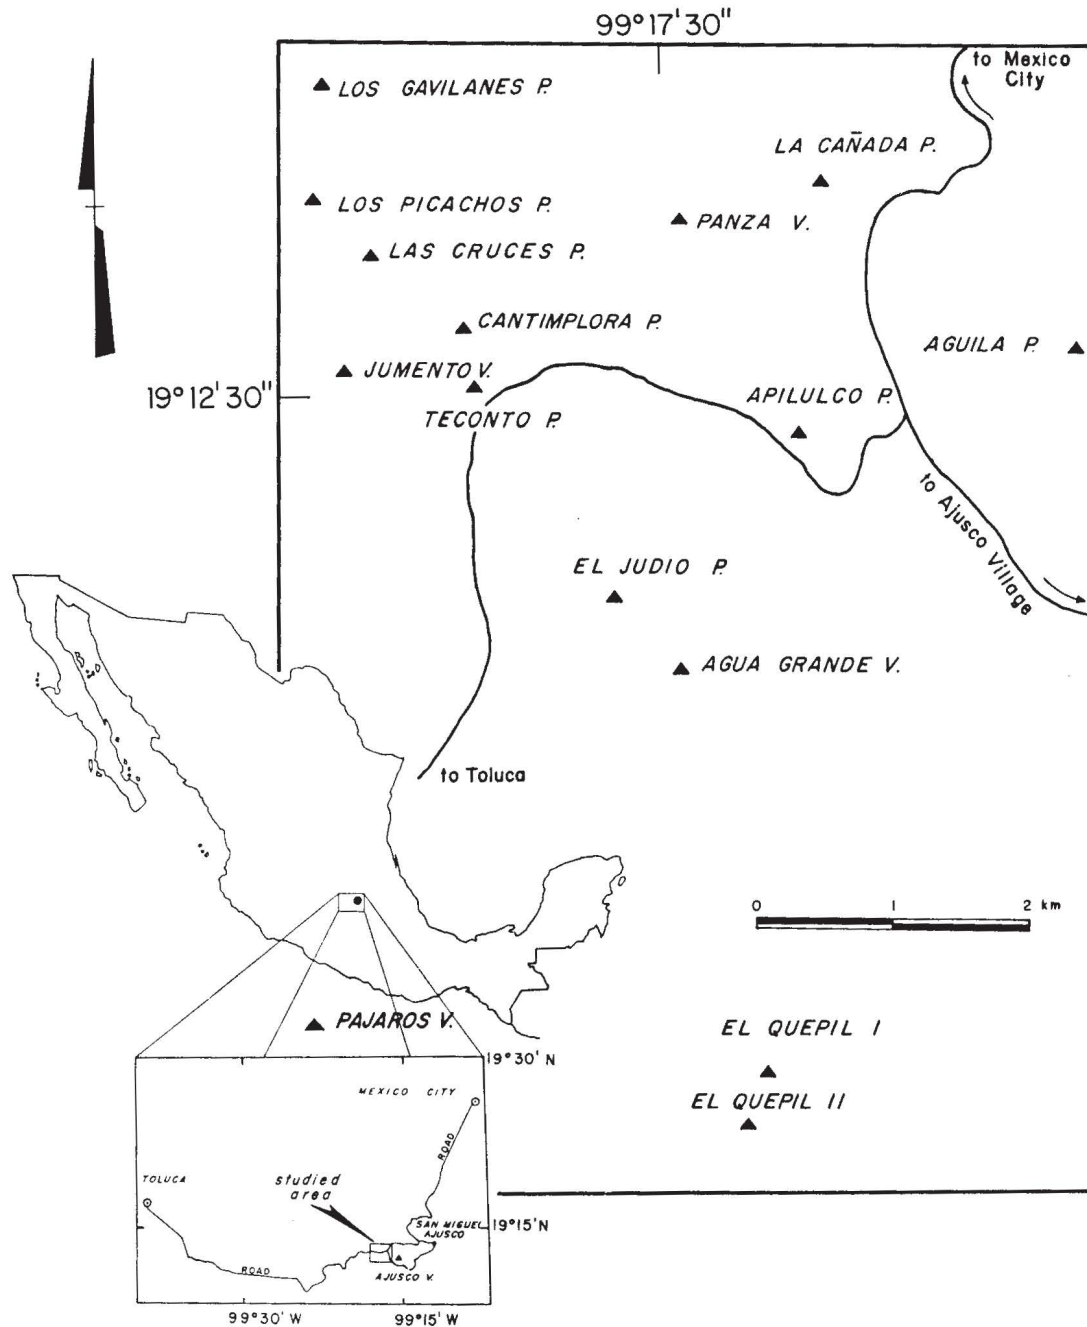 99°17'30"
to Mexico
City
LOS GAVILANES P.
LA CAÑADA P.
LOS PICACHOS P.
PANZA V.
LAS CRUCES P.
CANTIMPLORA P.
AGUILA P.
JUMENTO V.
19°12'30"
APILULCO P.
TECONTO P.
to Ajusco
Village
EL JUDIO P.
AGUA GRANDE V.
to Toluca
0 1 2 km
PAJAROS V.
EL QUEPIL I
19°30' N
EL QUEPIL II
MEXICO CITY
ROAD
TOLUCA
studied
area
SAN MIGUEL
AJUSCO
19°15' N
ROAD
AJUSCO V.
99°30' W
99°15' W